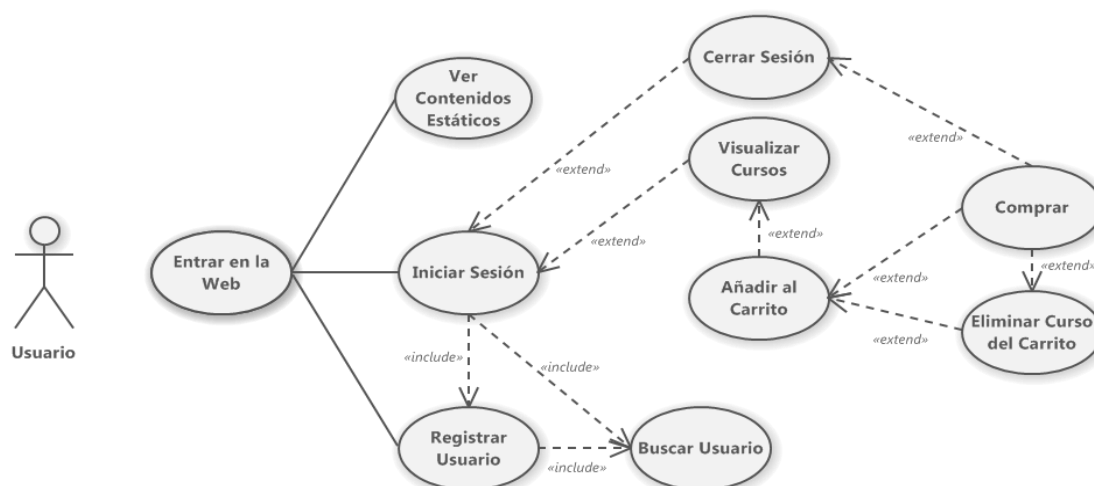 Ver
Contenidos
Estáticos
Cerrar Sesión
«extend»
«extend»
Visualizar
Cursos
«extend»
«extend»
Comprar
Entrar en la
Web
Iniciar Sesión
Añadir al
Carrito
«extend»
«extend»
Eliminar Curso
del Carrito
«extend»
Usuario
«include»
«include»
Registrar
Usuario
«include»
Buscar Usuario